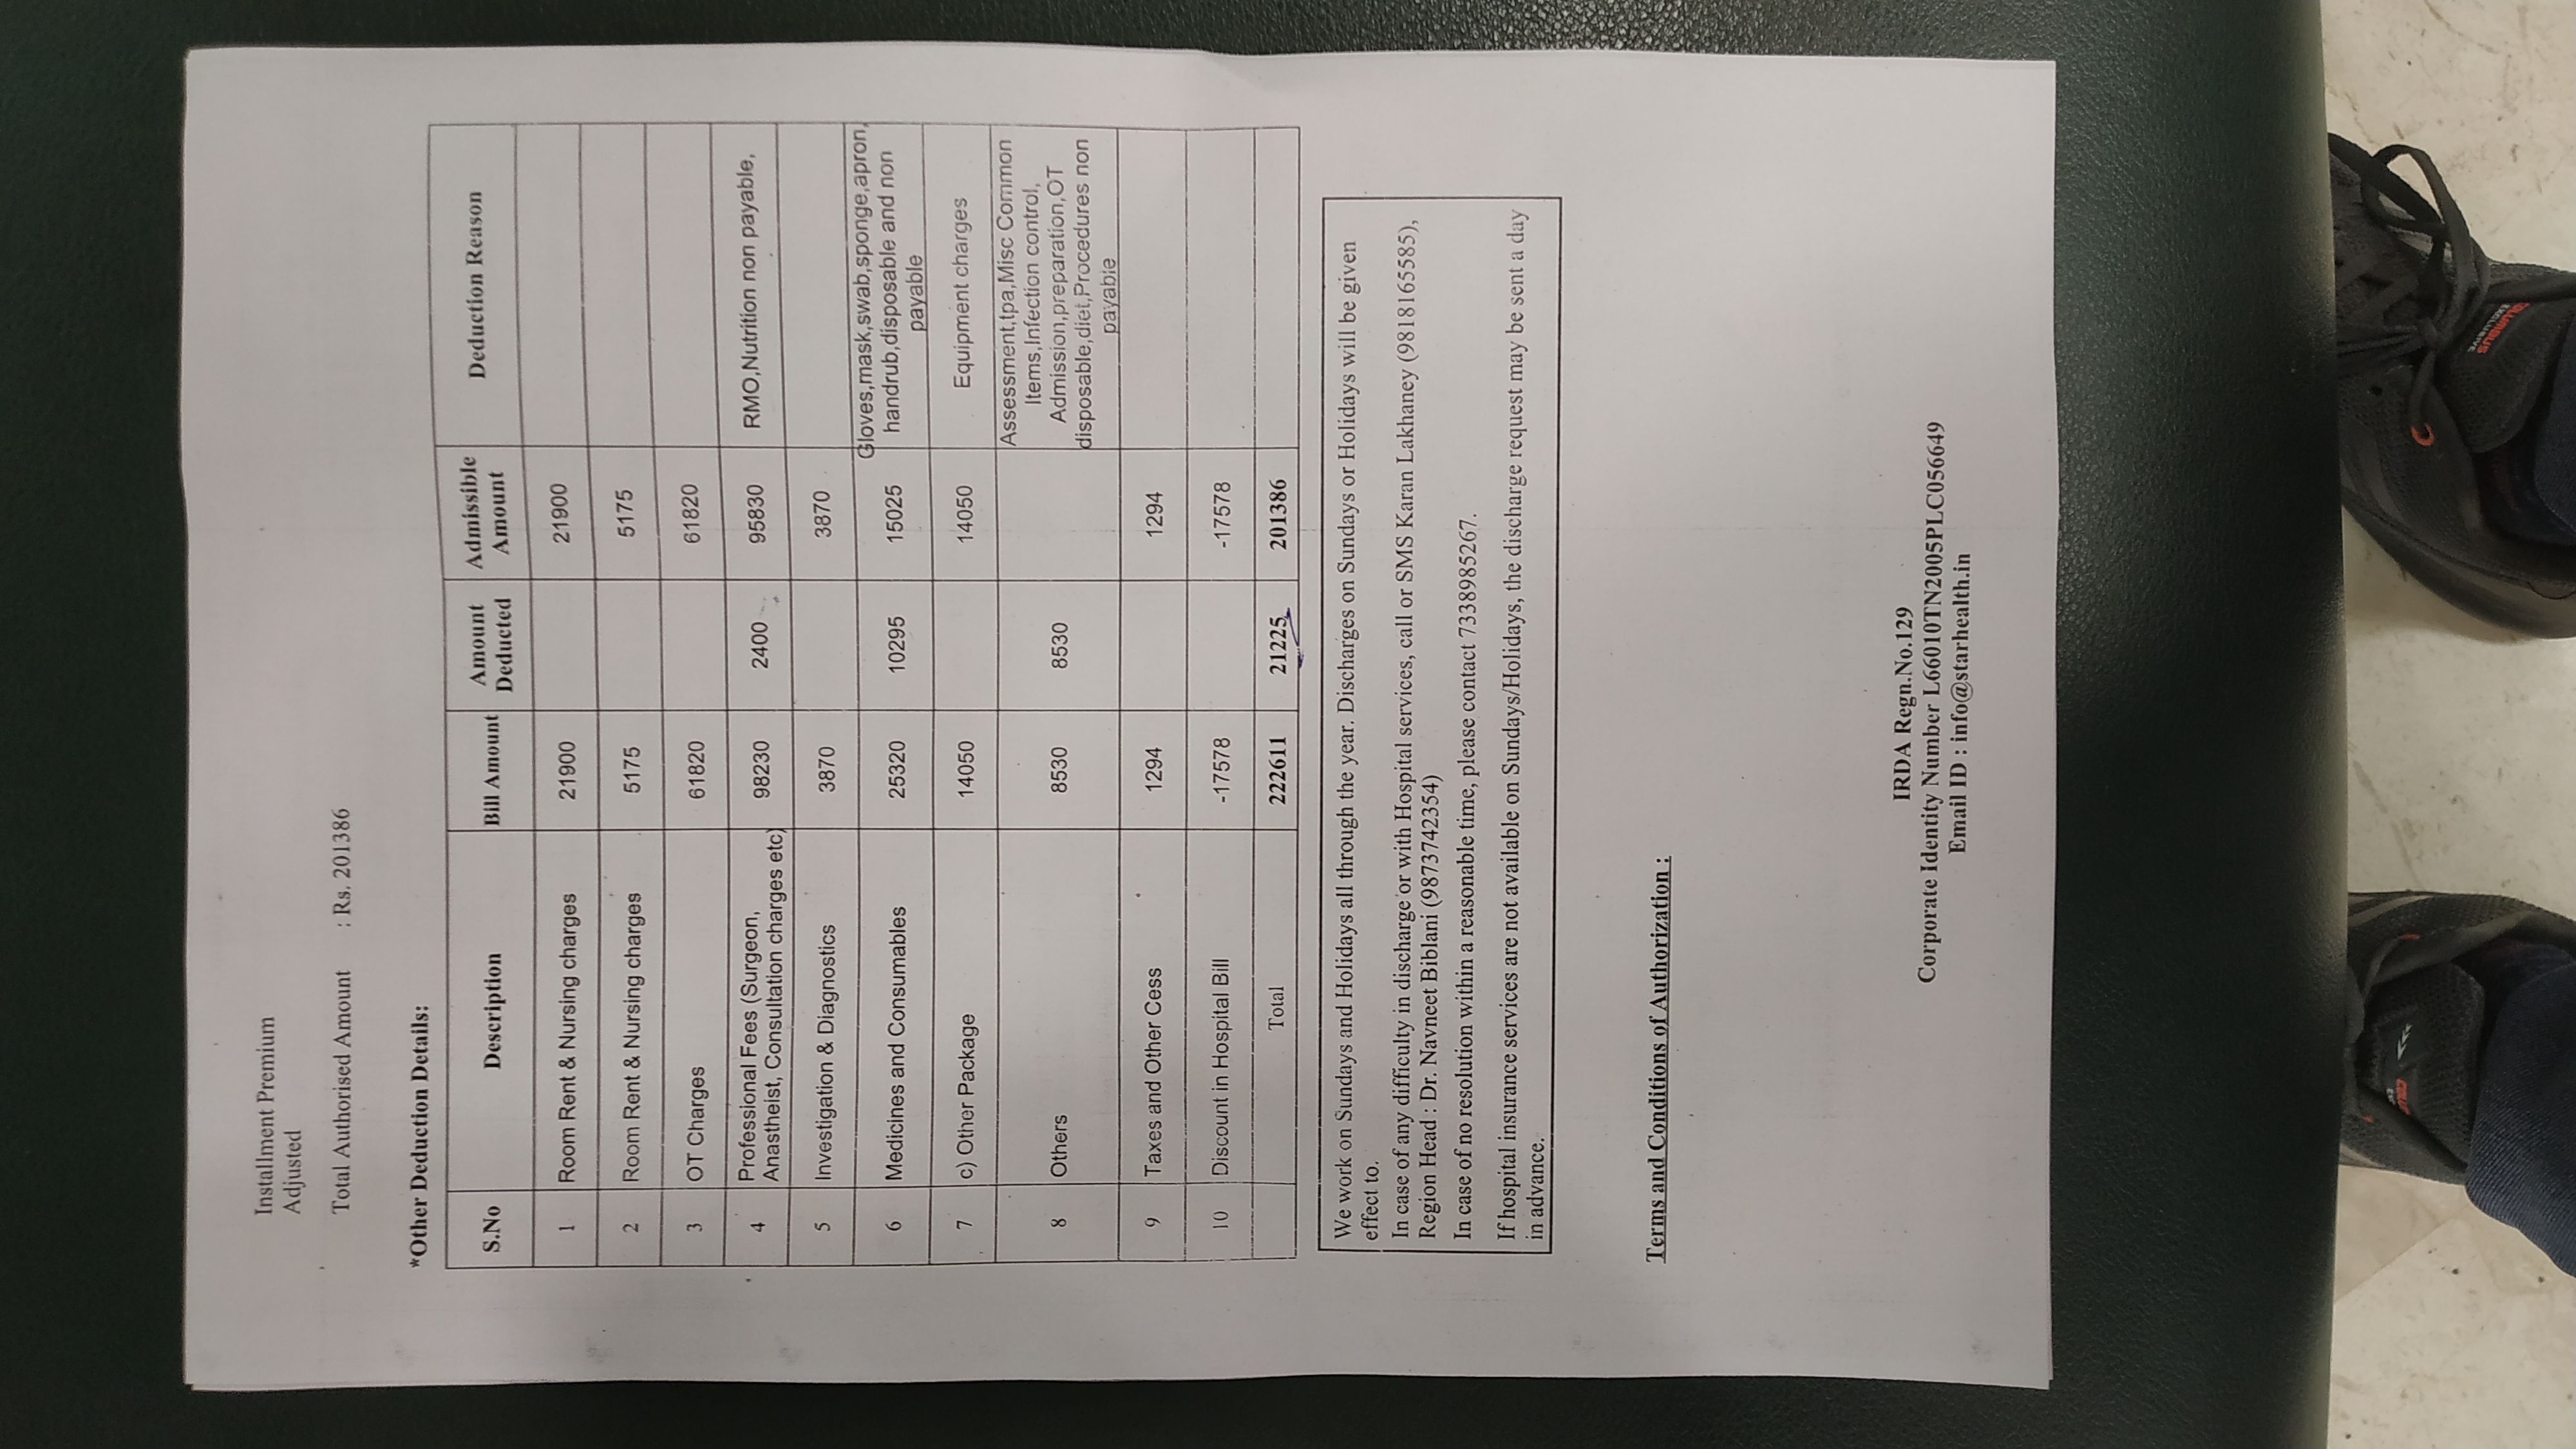 Installment Premium
Adjusted
Total Authorised Amount : Rs. 201386
*Other Deduction Details:
S.No Description Bill Amount Amount Deducted Admissible Amount Deduction Reason
1 Room Rent & Nursing charges 21900 21900
2 Room Rent & Nursing charges 5175 5175
3 OT Charges 61820 61820
4 Professional Fees (Surgeon, Anastheist, Consultation charges etc) 98230 2400 95830 RMO,Nutrition non payable,
5 Investigation & Diagnostics 3870 3870
6 Medicines and Consumables 25320 10295 15025 Gloves,mask,swab,sponge,apron, handrub,disposable and non payable
7 c) Other Package 14050 14050 Equipment charges
8 Others 8530 8530 Assessment,tpa,Misc Common Items,Infection control, Admission,preparation,OT disposable,diet,Procedures non payable
9 Taxes and Other Cess 1294 1294
10 Discount in Hospital Bill -17578 -17578
Total 222611 21225 201386
We work on Sundays and Holidays all through the year. Discharges on Sundays or Holidays will be given
effect to.
In case of any difficulty in discharge or with Hospital services, call or SMS Karan Lakhaney (9818165585),
Region Head : Dr. Navneet Biblani (9873742354)
In case of no resolution within a reasonable time, please contact 7338985267.
If hospital insurance services are not available on Sundays/Holidays, the discharge request may be sent a day
in advance.
Terms and Conditions of Authorization :
IRDA Regn.No.129
Corporate Identity Number L66010TN2005PLC056649
Email ID : info@starhealth.in
columbus
EXCLUSIVE